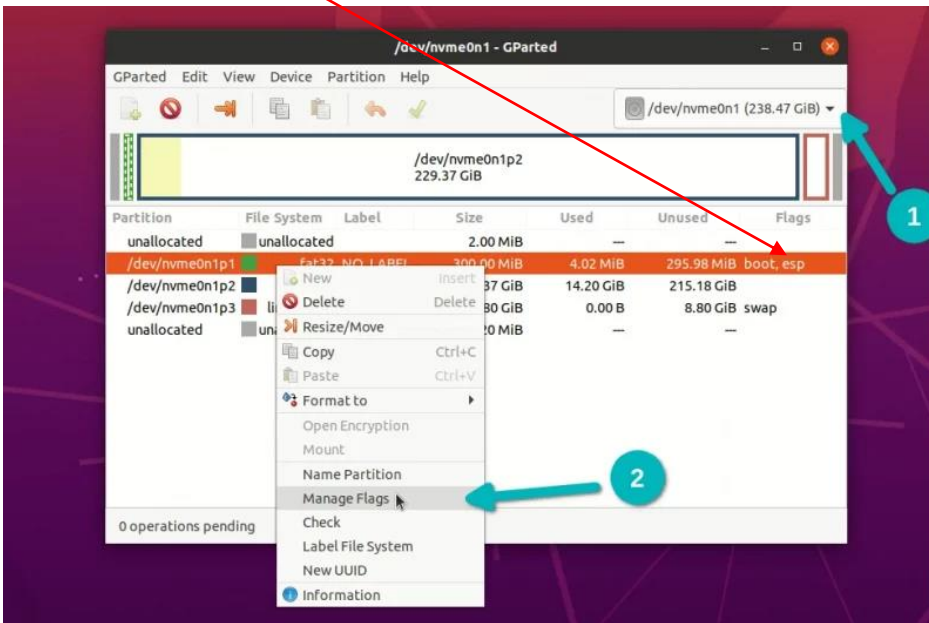 /dev/nvme0n1 - GParted
GParted Edit View Device Partition Help
/dev/nvme0n1 (238.47 GiB)
/dev/nvme0n1p2
229.37 GiB
1
Partition File System Label Size Used Unused Flags
unallocated unallocated 2.00 MiB --- ---
/dev/nvme0n1p1 fat32 NO_LABEL 300.00 MiB 4.02 MiB 295.98 MiB boot, esp
/dev/nvme0n1p2 37 GiB 14.20 GiB 215.18 GiB
/dev/nvme0n1p3 li 80 GiB 0.00 B 8.80 GiB swap
unallocated una 20 MiB --- ---
New Insert
Delete Delete
Resize/Move
Copy Ctrl+C
Paste Ctrl+V
Format to
Open Encryption
Mount
Name Partition
Manage Flags
2
Check
Label File System
New UUID
Information
0 operations pending